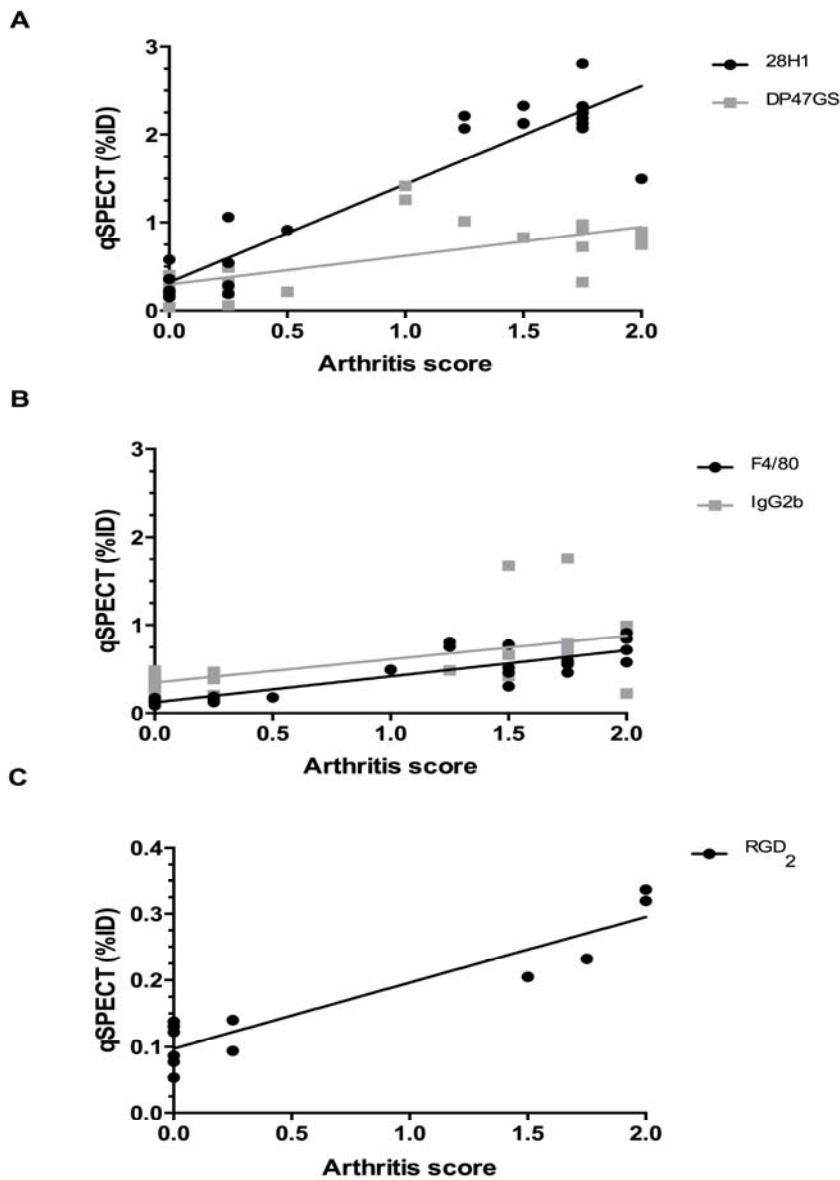 A
3
2
1
0
qSPECT (%ID)
0.0 0.5 1.0 1.5 2.0
Arthritis score
28H1
DP47GS
B
3
2
1
0
qSPECT (%ID)
0.0 0.5 1.0 1.5 2.0
Arthritis score
F4/80
IgG2b
C
0.4
0.3
0.2
0.1
0.0
qSPECT (%ID)
0.0 0.5 1.0 1.5 2.0
Arthritis score
RGD2